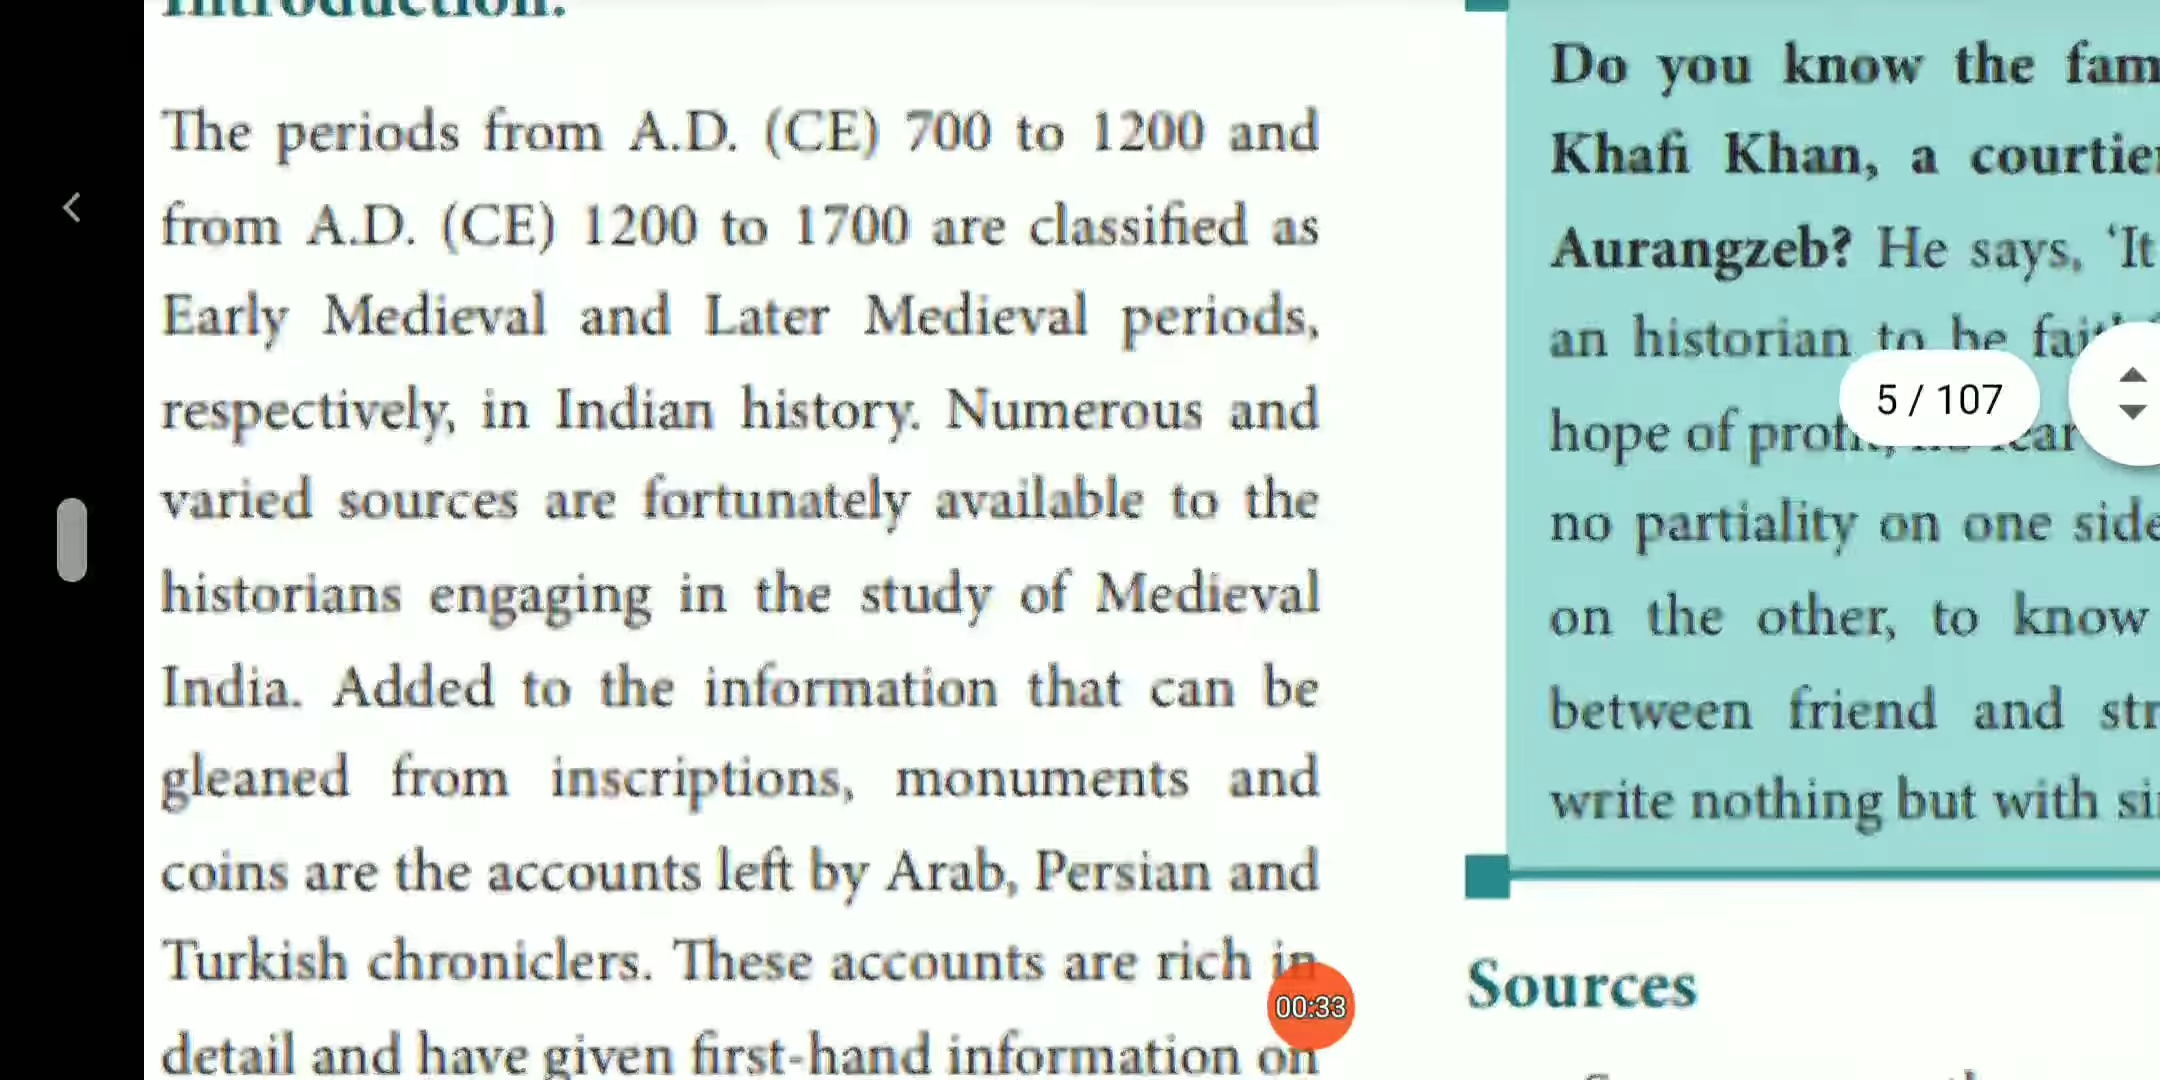 Introduction:
The periods from A.D. (CE) 700 to 1200 and
from A.D. (CE) 1200 to 1700 are classified as
Early Medieval and Later Medieval periods,
respectively, in Indian history. Numerous and
varied sources are fortunately available to the
historians engaging in the study of Medieval
India. Added to the information that can be
gleaned from inscriptions, monuments and
coins are the accounts left by Arab, Persian and
Turkish chroniclers. These accounts are rich in
detail and have given first-hand information on
Do you know the fam
Khafi Khan, a courtier
Aurangzeb? He says, ‘It
an historian to be
hope of
no partiality on one side
on the other, to know
between friend and str
write nothing but with si
Sources
5 / 107
00:33